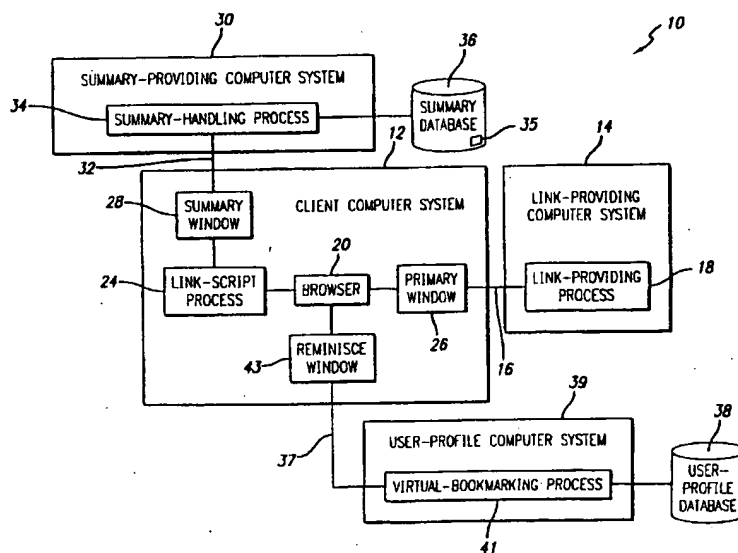 10
30
SUMMARY-PROVIDING COMPUTER SYSTEM
34
SUMMARY-HANDLING PROCESS
36
SUMMARY
DATABASE
35
32
12
14
28
SUMMARY
WINDOW
CLIENT COMPUTER SYSTEM
LINK-PROVIDING
COMPUTER SYSTEM
20
24
LINK-SCRIPT
PROCESS
BROWSER
PRIMARY
WINDOW
LINK-PROVIDING
PROCESS
18
26
16
43
REMINISCE
WINDOW
37
39
USER-PROFILE COMPUTER SYSTEM
38
VIRTUAL-BOOKMARKING PROCESS
41
USER-
PROFILE
DATABASE